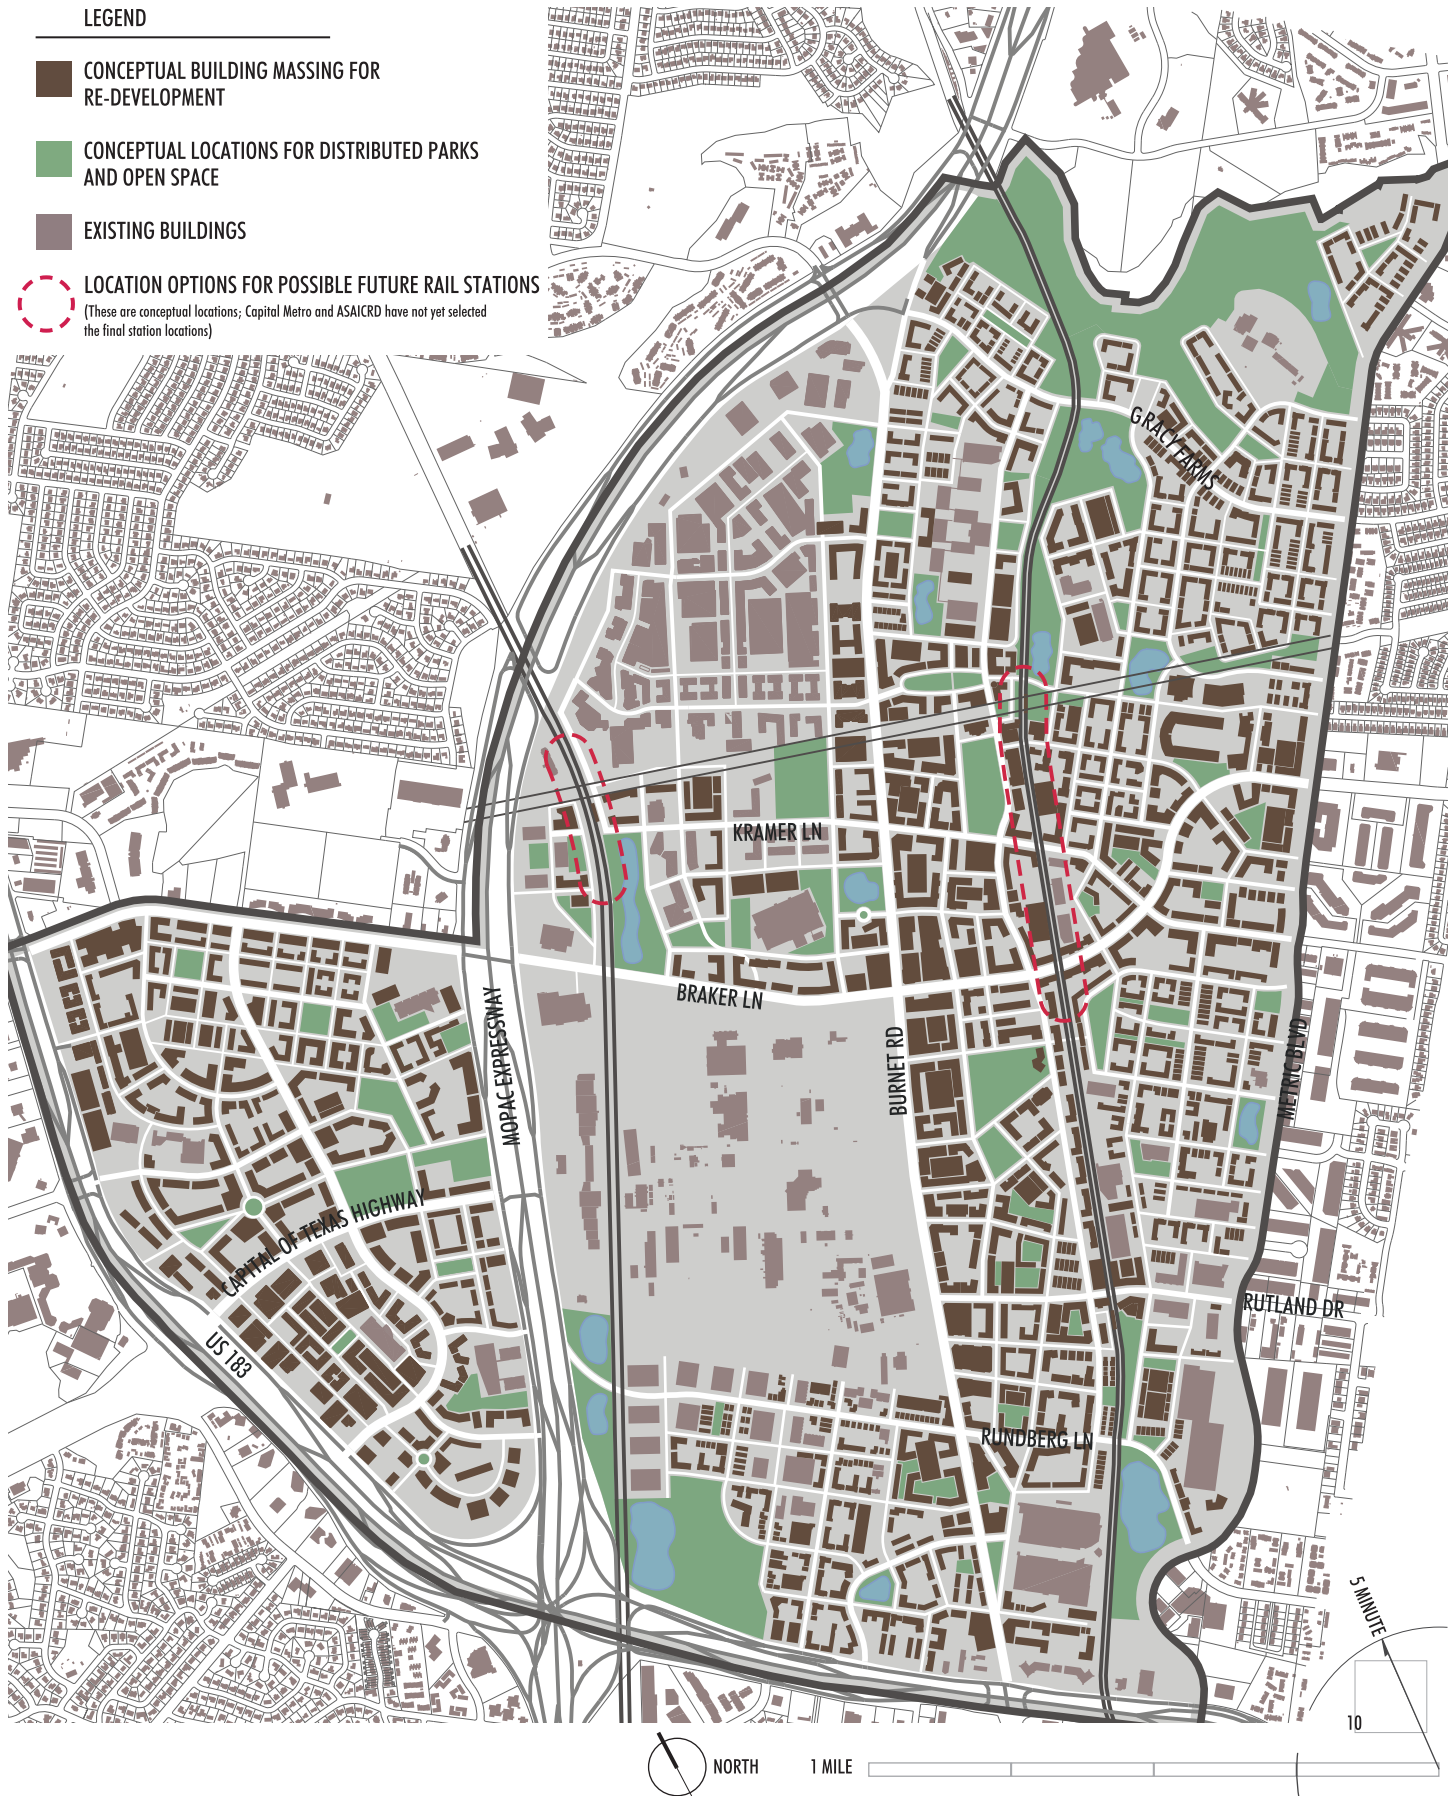 LEGEND
CONCEPTUAL BUILDING MASSING FOR
RE-DEVELOPMENT
CONCEPTUAL LOCATIONS FOR DISTRIBUTED PARKS
AND OPEN SPACE
EXISTING BUILDINGS
LOCATION OPTIONS FOR POSSIBLE FUTURE RAIL STATIONS
(These are conceptual locations; Capital Metro and ASAICRD have not yet selected
the final station locations)
GRACY FARMS
KRAMER LN
BRAKER LN
MOPAC EXPRESSWAY
BURNET RD
METRIC BLVD
CAPITAL OF TEXAS HIGHWAY
US 183
RUTLAND DR
RUNDBERG LN
5 MINUTE
10
NORTH
1 MILE